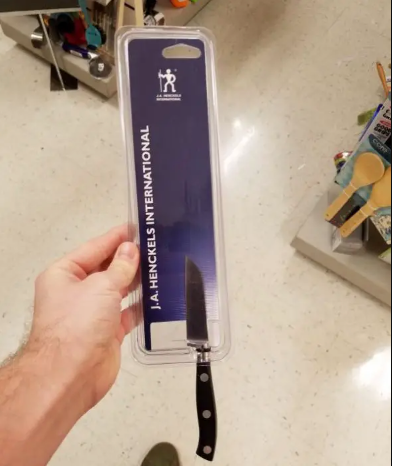 J.A. HENCKELS
INTERNATIONAL
J.A. HENCKELS INTERNATIONAL